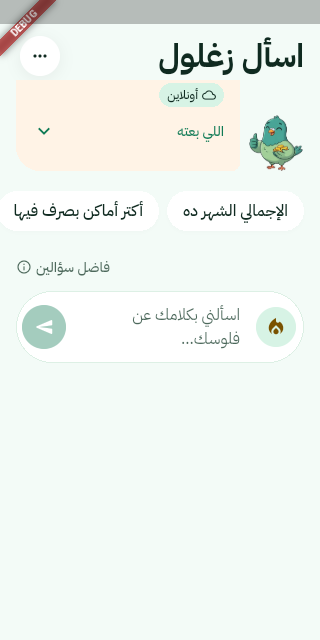 DEBUG
اسأل زغلول
أونلاين
اللي بعته
الإجمالي الشهر ده
أكتر أماكن بصرف فيها
فاضل سؤالين
اسألني بكلامك عن
فلوسك...